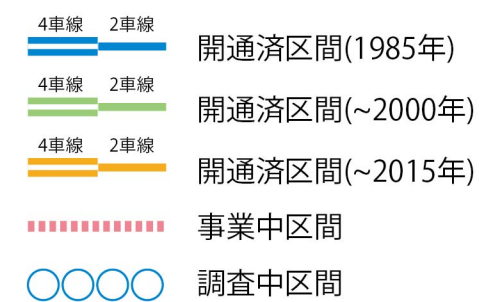 4車線 2車線
開通済区間(1985年)
4車線 2車線
開通済区間(~2000年)
4車線 2車線
開通済区間(~2015年)
事業中区間
調査中区間